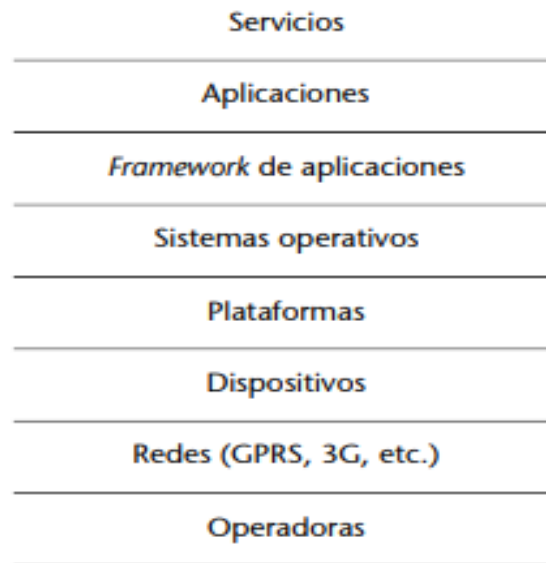 Servicios
Aplicaciones
Framework de aplicaciones
Sistemas operativos
Plataformas
Dispositivos
Redes (GPRS, 3G, etc.)
Operadoras